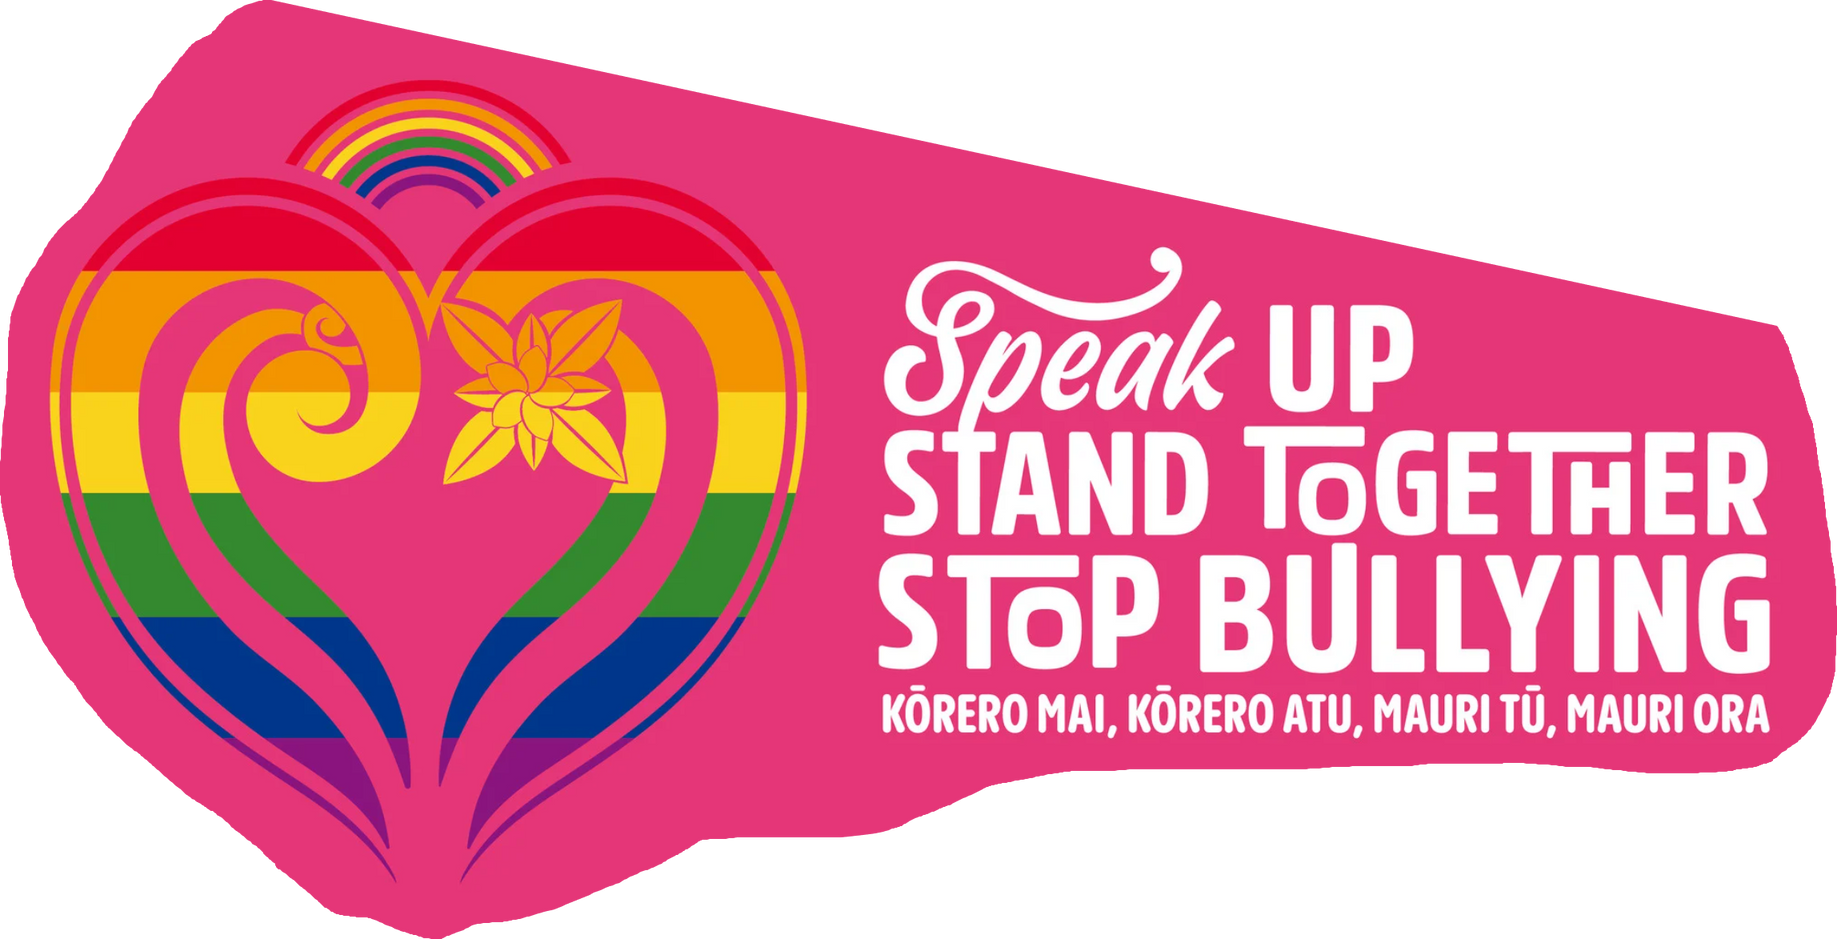 Speak UP
STAND TOGETHER
STOP BULLYING
KŌRERO MAI, KŌRERO ATU, MAURI TŪ, MAURI ORA